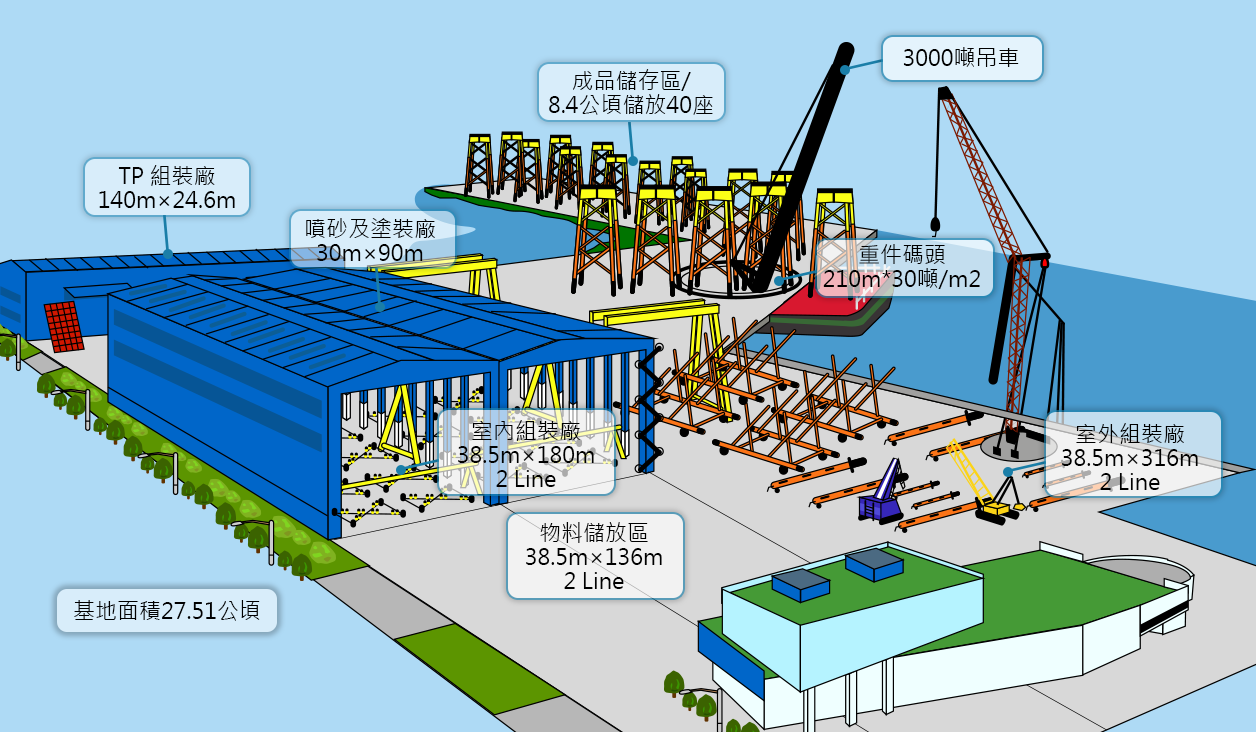 3000噸吊車
成品儲存區/
8.4公頃儲放40座
TP 組裝廠
140m×24.6m
噴砂及塗裝廠
30m×90m
重件碼頭
210m*30噸/m2
室內組裝廠
38.5m×180m
2 Line
室外組裝廠
38.5m×316m
2 Line
物料儲放區
38.5m×136m
2 Line
基地面積27.51公頃